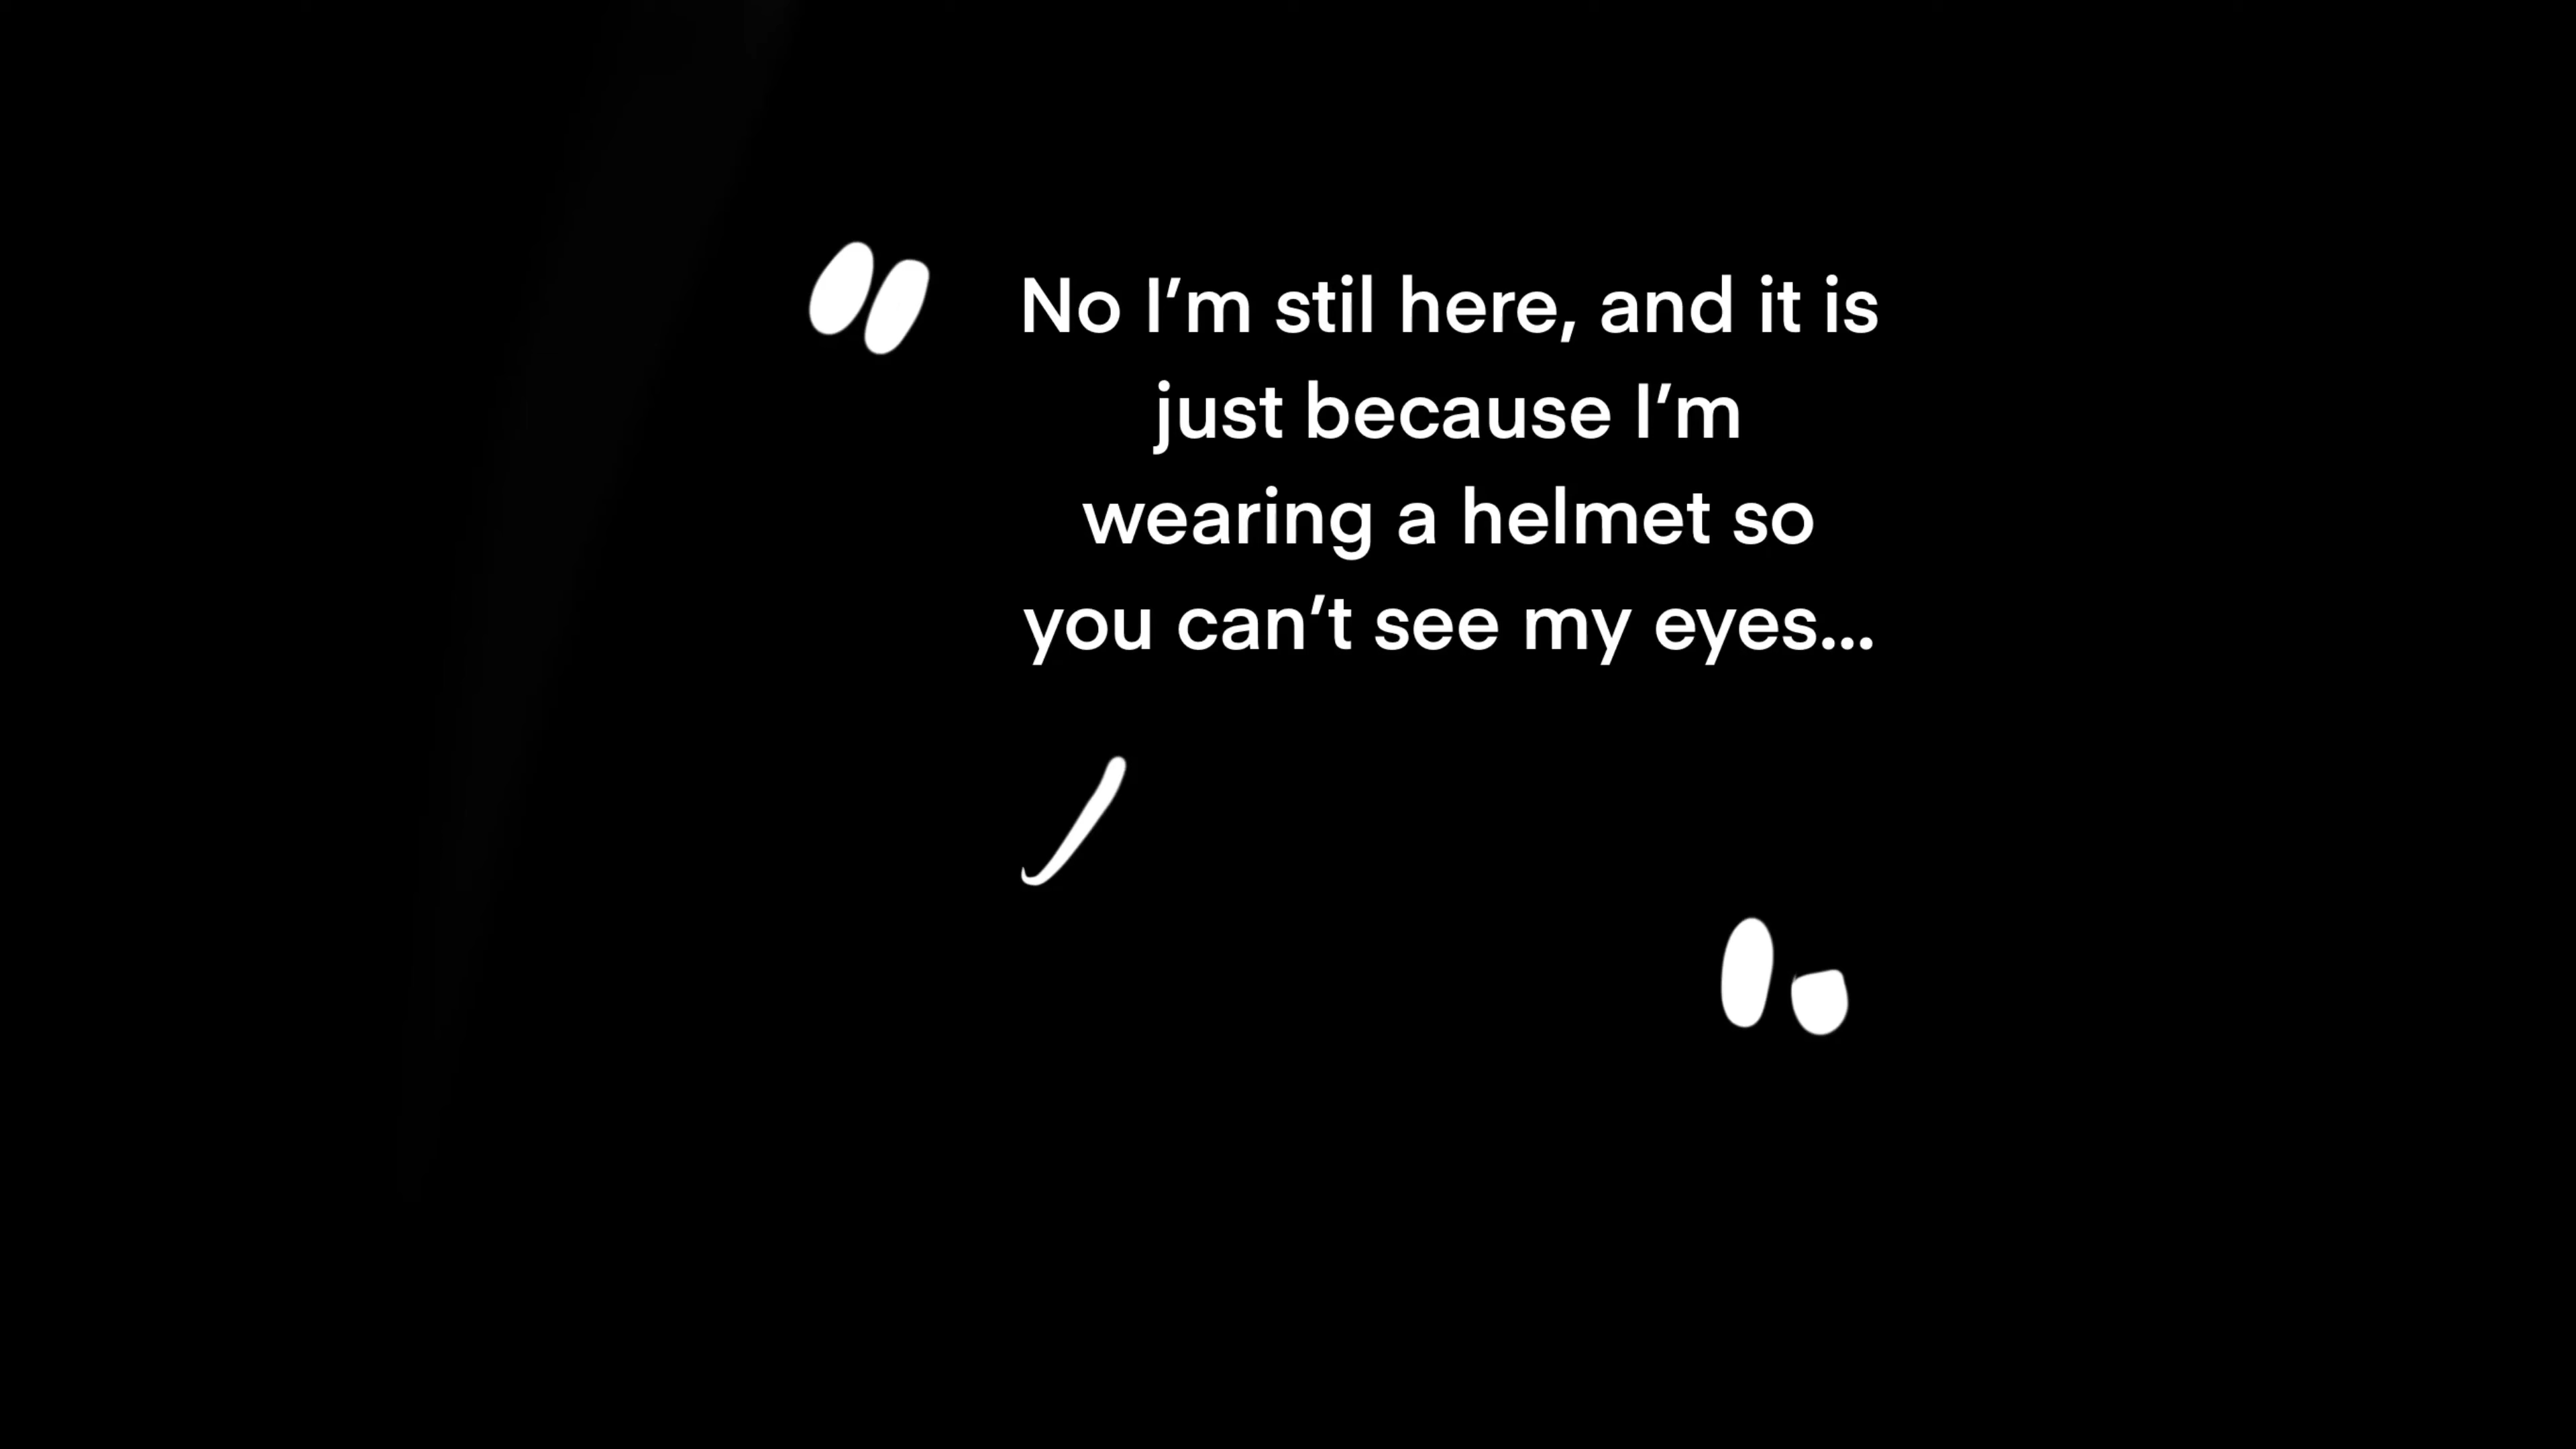 No I’m stil here, and it is
just because I’m
wearing a helmet so
you can’t see my eyes...